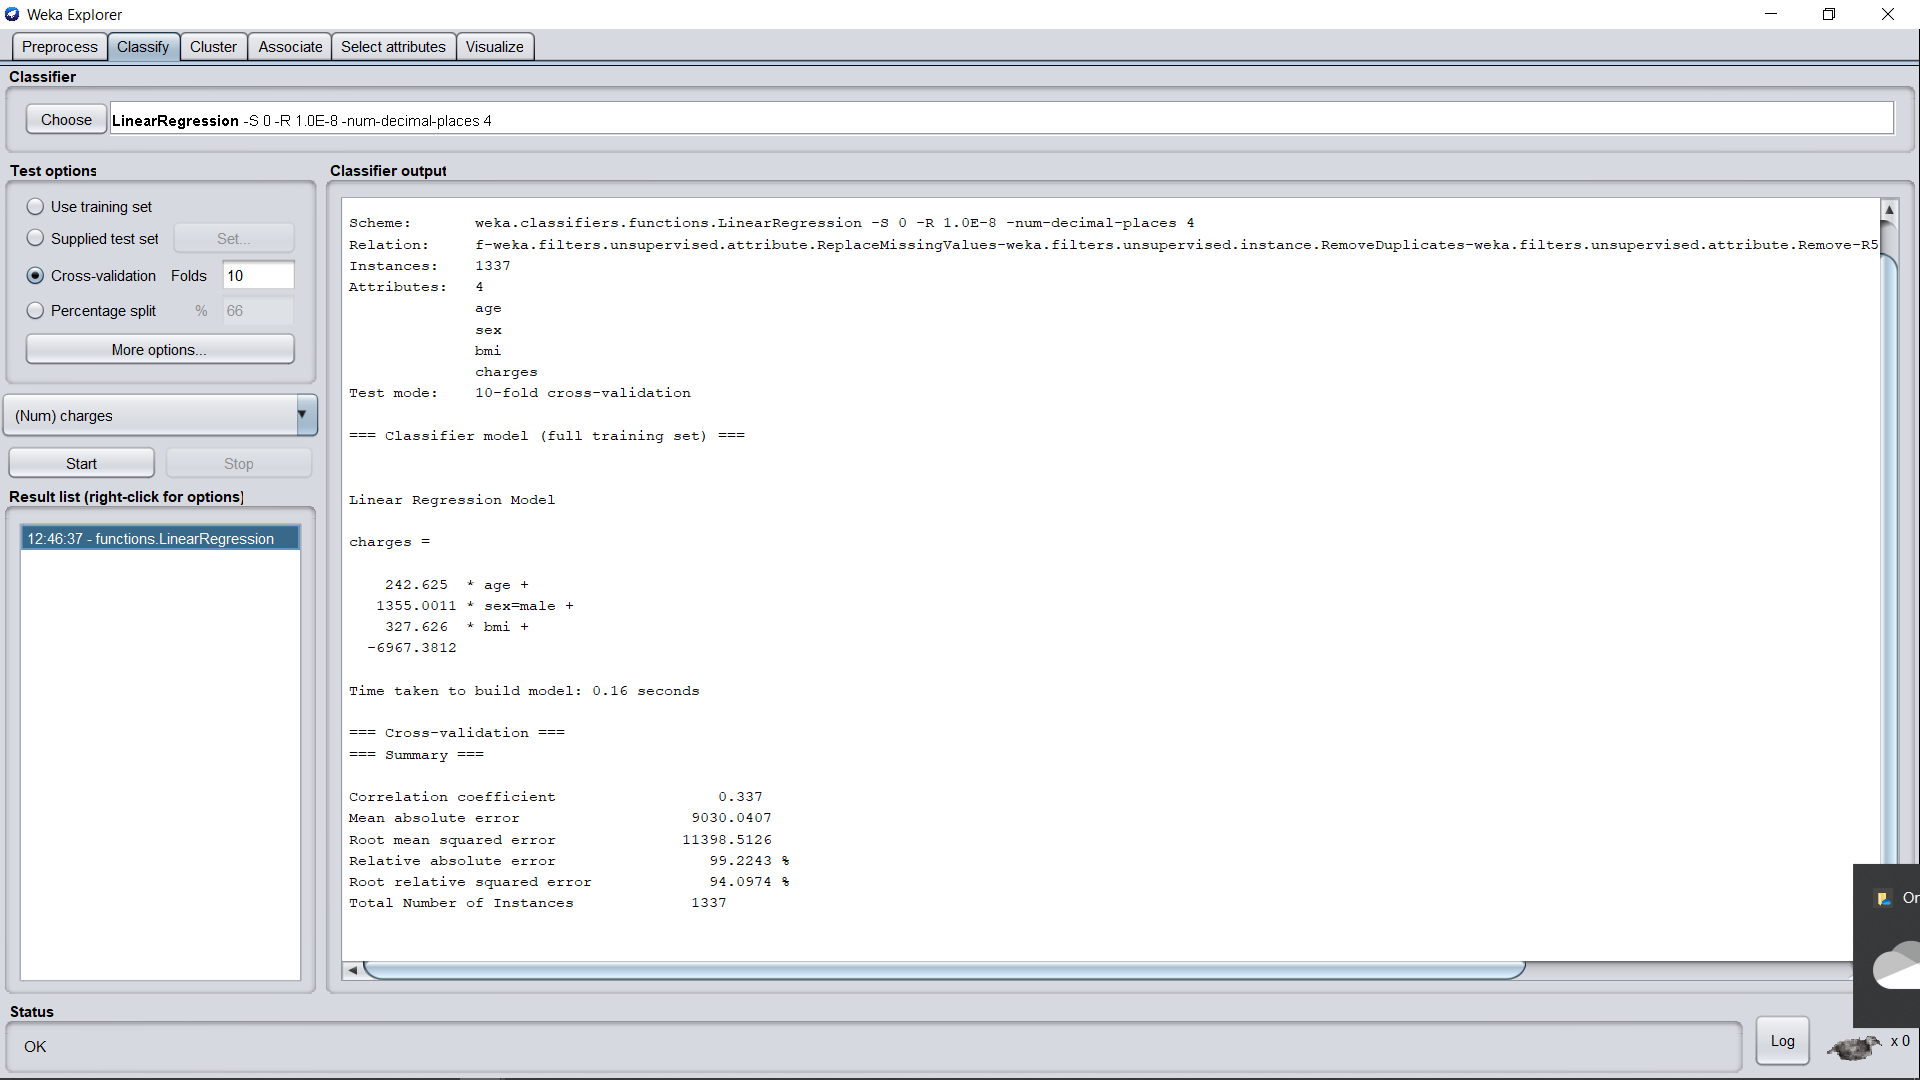 Weka Explorer
Preprocess Classify Cluster Associate Select attributes Visualize
Classifier
Choose LinearRegression -S 0 -R 1.0E-8 -num-decimal-places 4
Test options
Use training set
Supplied test set Set...
Cross-validation Folds 10
Percentage split % 66
More options...
(Num) charges
Start Stop
Result list (right-click for options)
12:46:37 - functions.LinearRegression
Classifier output
Scheme: weka.classifiers.functions.LinearRegression -S 0 -R 1.0E-8 -num-decimal-places 4
Relation: f-weka.filters.unsupervised.attribute.ReplaceMissingValues-weka.filters.unsupervised.instance.RemoveDuplicates-weka.filters.unsupervised.attribute.Remove-R5
Instances: 1337
Attributes: 4
age
sex
bmi
charges
Test mode: 10-fold cross-validation
=== Classifier model (full training set) ===
Linear Regression Model
charges =
242.625 * age +
1355.0011 * sex=male +
327.626 * bmi +
-6967.3812
Time taken to build model: 0.16 seconds
=== Cross-validation ===
=== Summary ===
Correlation coefficient 0.337
Mean absolute error 9030.0407
Root mean squared error 11398.5126
Relative absolute error 99.2243 %
Root relative squared error 94.0974 %
Total Number of Instances 1337
Status
OK
Log
x 0